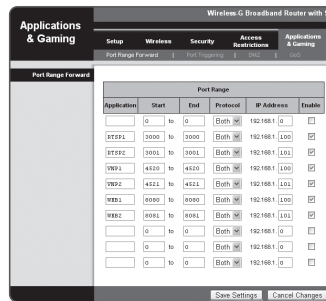 Wireless-G Broadband Router with S
Applications & Gaming
Setup Wireless Security Access Restrictions Applications & Gaming
Port Range Forward | Port Triggering | DMZ | QoS
Port Range Forward
Port Range
Application Start End Protocol IP Address Enable
0 to 0 Both 192.168.1. 0
RTSP1 3000 to 3000 Both 192.168.1. 100
RTSP2 3001 to 3001 Both 192.168.1. 101
VNP1 4520 to 4520 Both 192.168.1. 100
VNP2 4521 to 4521 Both 192.168.1. 101
WEB1 8080 to 8080 Both 192.168.1. 100
WEB2 8081 to 8081 Both 192.168.1. 101
0 to 0 Both 192.168.1. 0
0 to 0 Both 192.168.1. 0
0 to 0 Both 192.168.1. 0
Save Settings Cancel Changes